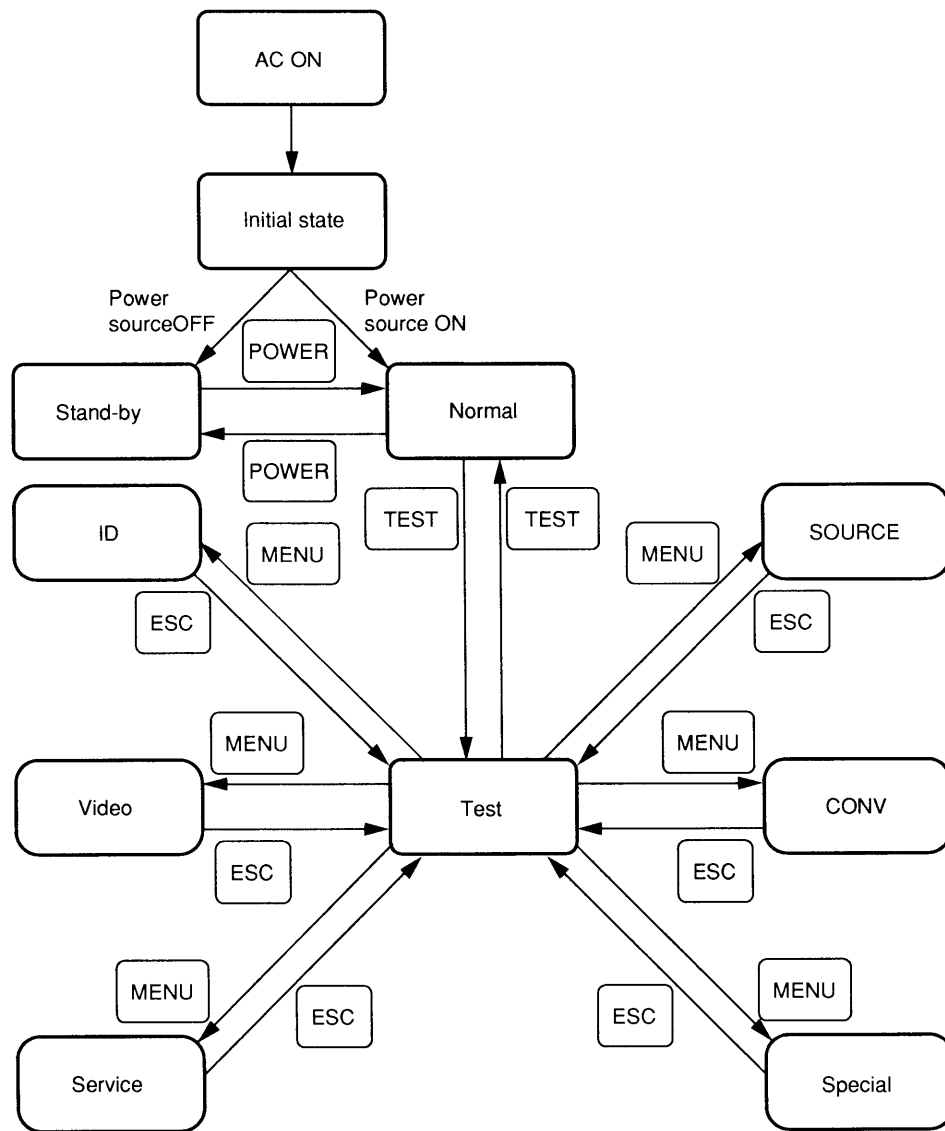 AC ON
Initial state
Power
sourceOFF
Power
source ON
POWER
Stand-by
Normal
POWER
ID
MENU
TEST
TEST
MENU
SOURCE
ESC
ESC
MENU
MENU
Video
Test
CONV
ESC
ESC
MENU
ESC
ESC
MENU
Service
Special